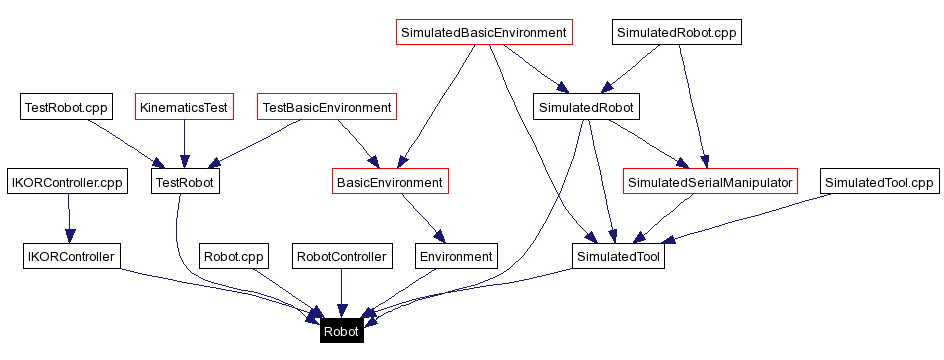 SimulatedBasicEnvironment
SimulatedRobot.cpp
TestRobot.cpp
KinematicsTest
TestBasicEnvironment
SimulatedRobot
IKORController.cpp
TestRobot
BasicEnvironment
SimulatedSerialManipulator
SimulatedTool.cpp
IKORController
Robot.cpp
RobotController
Environment
SimulatedTool
Robot